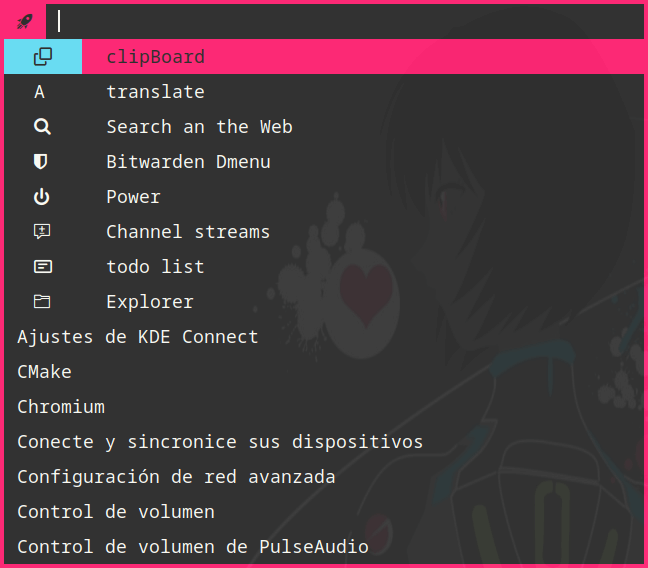 clipBoard
A translate
Search an the Web
Bitwarden Dmenu
Power
Channel streams
todo list
Explorer
Ajustes de KDE Connect
CMake
Chromium
Conecte y sincronice sus dispositivos
Configuración de red avanzada
Control de volumen
Control de volumen de PulseAudio